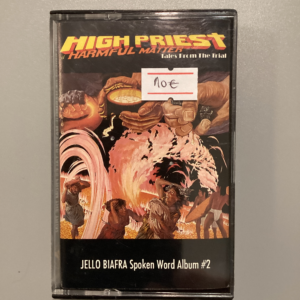 HIGH PRIEST
OF
HARMFUL MATTER
Tales From The Trial
10€
JELLO BIAFRA Spoken Word Album #2